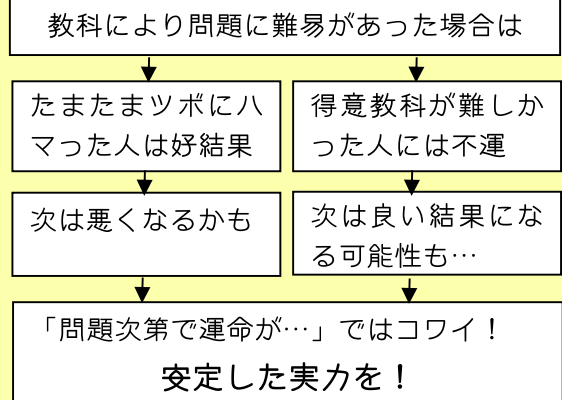 教科により問題に難易があった場合は
たまたまツボにハ
マった人は好結果
得意教科が難しか
った人には不運
次は悪くなるかも
次は良い結果にな
る可能性も…
「問題次第で運命が…」ではコワイ！
安定した実力を！